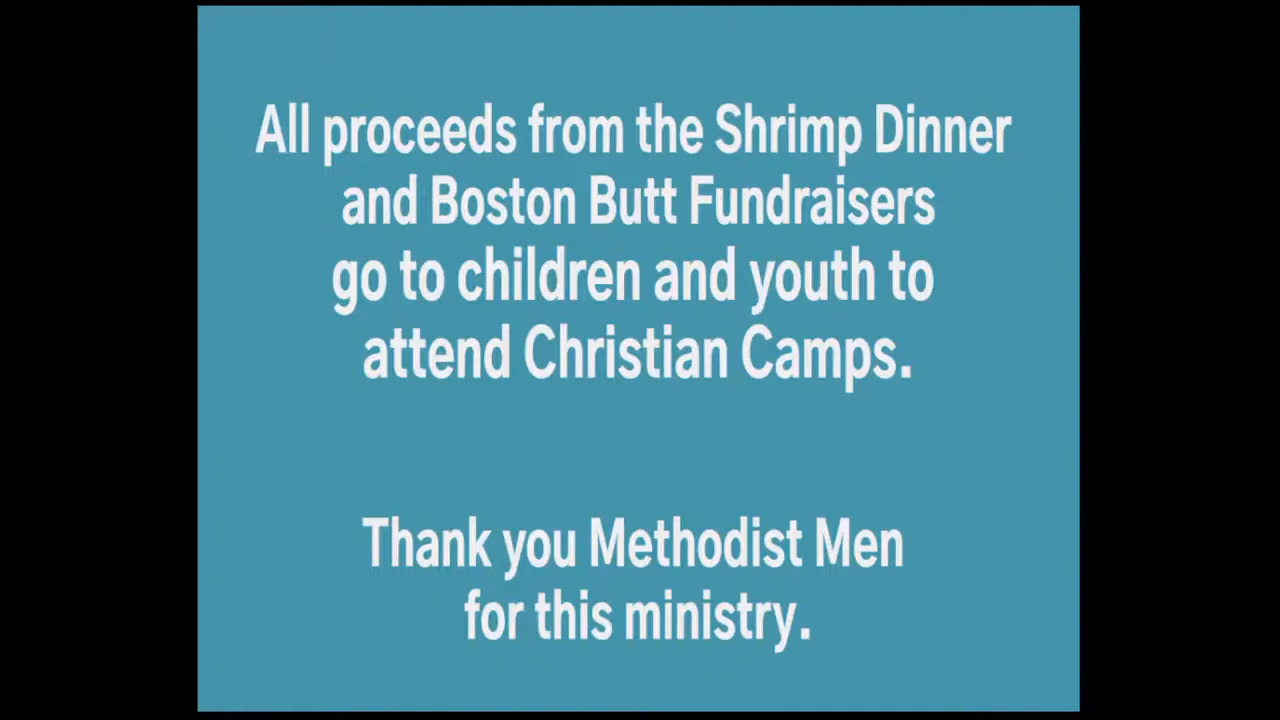 All proceeds from the Shrimp Dinner
and Boston Butt Fundraisers
go to children and youth to
attend Christian Camps.
Thank you Methodist Men
for this ministry.